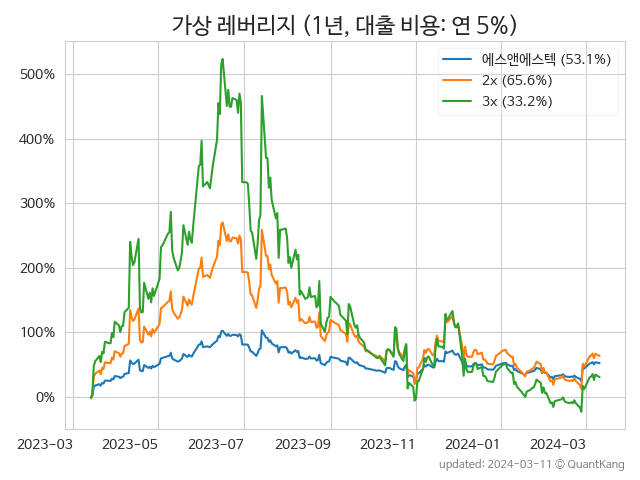 가상 레버리지 (1년, 대출 비용: 연 5%)
에스앤에스텍 (53.1%)
2x (65.6%)
3x (33.2%)
500%
400%
300%
200%
100%
0%
2023-03 2023-05 2023-07 2023-09 2023-11 2024-01 2024-03
updated: 2024-03-11 © QuantKang